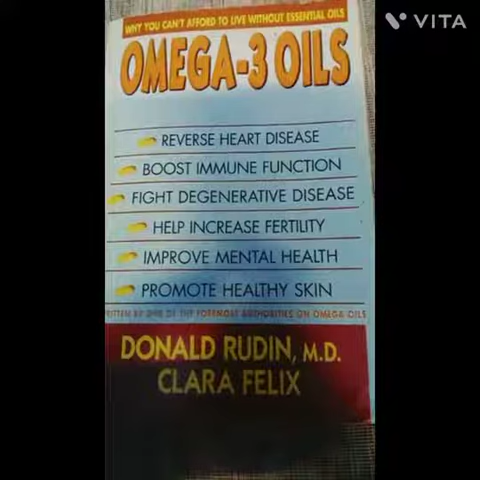 VITA
WHY YOU CAN'T AFFORD TO LIVE WITHOUT ESSENTIAL OILS
OMEGA-3 OILS
REVERSE HEART DISEASE
BOOST IMMUNE FUNCTION
FIGHT DEGENERATIVE DISEASE
HELP INCREASE FERTILITY
IMPROVE MENTAL HEALTH
PROMOTE HEALTHY SKIN
WRITTEN BY ONE OF THE FOREMOST AUTHORITIES ON OMEGA OILS
DONALD RUDIN, M.D.
CLARA FELIX